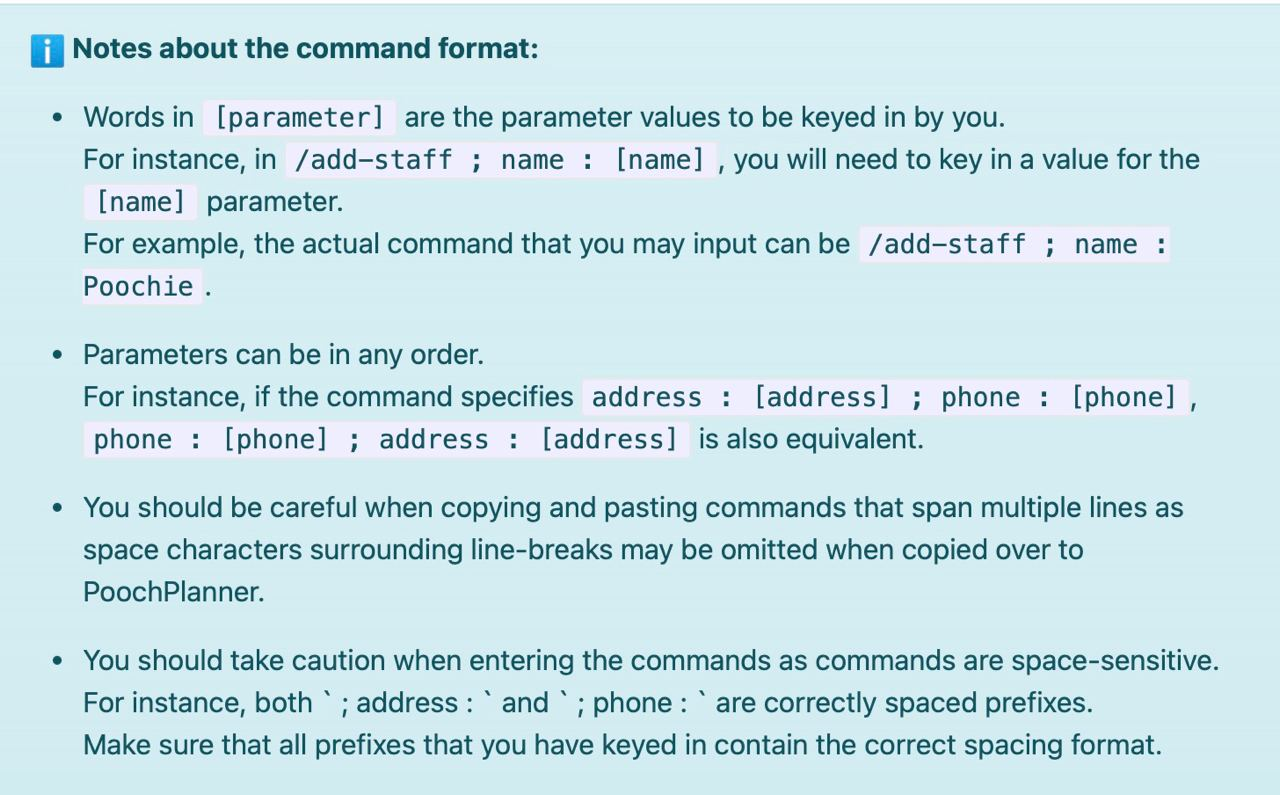 ℹ️ Notes about the command format:
• Words in [parameter] are the parameter values to be keyed in by you.
For instance, in /add-staff ; name : [name] , you will need to key in a value for the
[name] parameter.
For example, the actual command that you may input can be /add-staff ; name :
Poochie .
• Parameters can be in any order.
For instance, if the command specifies address : [address] ; phone : [phone] ,
phone : [phone] ; address : [address] is also equivalent.
• You should be careful when copying and pasting commands that span multiple lines as
space characters surrounding line-breaks may be omitted when copied over to
PoochPlanner.
• You should take caution when entering the commands as commands are space-sensitive.
For instance, both ` ; address : ` and ` ; phone : ` are correctly spaced prefixes.
Make sure that all prefixes that you have keyed in contain the correct spacing format.